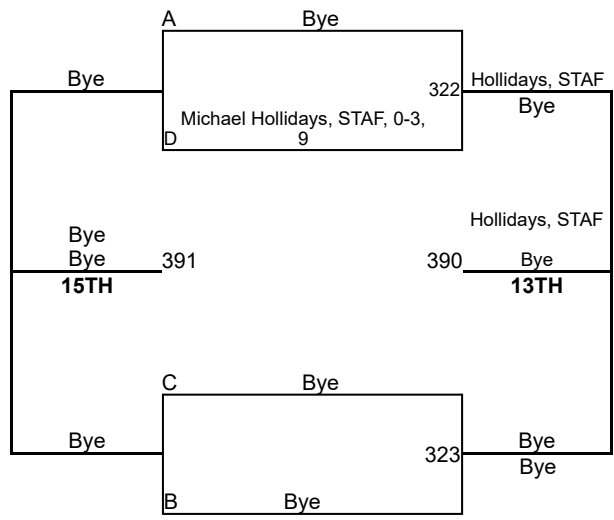 A Bye
Bye
322
Hollidays, STAF
Bye
Michael Hollidays, STAF, 0-3,
D 9
Hollidays, STAF
Bye
Bye
391
390
Bye
15TH
13TH
C Bye
Bye
323
Bye
Bye
B Bye